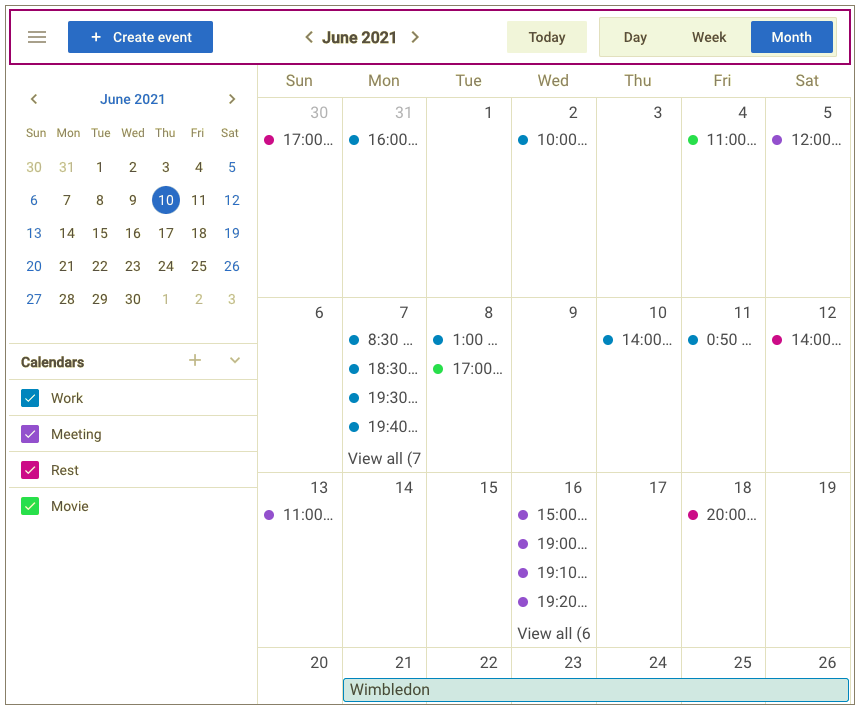 + Create event
June 2021
Today
Day Week Month
June 2021
Sun Mon Tue Wed Thu Fri Sat
30 31 1 2 3 4 5
6 7 8 9 10 11 12
13 14 15 16 17 18 19
20 21 22 23 24 25 26
27 28 29 30 1 2 3
Calendars
Work
Meeting
Rest
Movie
Sun Mon Tue Wed Thu Fri Sat
30 31 1 2 3 4 5
17:00... 16:00... 10:00... 11:00... 12:00...
6 7 8 9 10 11 12
8:30 ... 1:00 ... 14:00... 0:50 ... 14:00...
18:30... 17:00...
19:30...
19:40...
View all (7
13 14 15 16 17 18 19
11:00... 15:00... 20:00...
19:00...
19:10...
19:20...
View all (6
20 21 22 23 24 25 26
Wimbledon